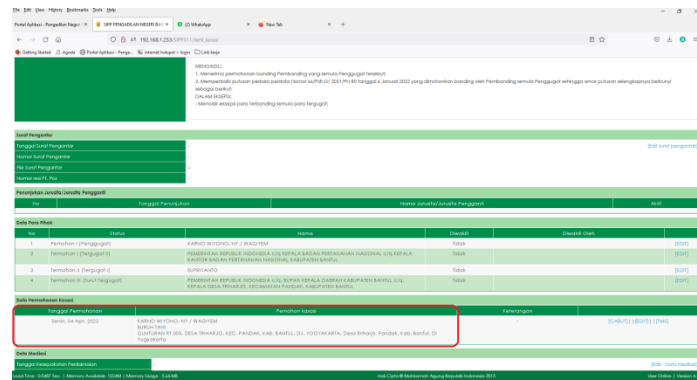 File Edit View History Bookmarks Tools Help
Portal Aplikasi - Pengadilan Negeri
SIPP PENGADILAN NEGERI BAN
(2) WhatsApp
New Tab
192.168.1.253/SIPP311/detil_kasasi
Getting Started
Agoda
Portal Aplikasi - Penga...
internet hotspot > login
Link kerja
MENGADILI:
1. Menerima permohonan banding Pembanding yang semula Penggugat tersebut;
2. Memperbaiki putusan perkara perdata Nomor 66/Pdt.G/ 2021/PN Btl tanggal 6 Januari 2022 yang dimohonkan banding oleh Pembanding semula Penggugat sehingga amar putusan selengkapnya berbunyi
sebagai berikut:
DALAM EKSEPSI:
- Menolak eksepsi para Terbanding semula para Tergugat
Surat Pengantar
Tanggal Surat Pengantar
-
[Edit surat pengantar]
Nomor Surat Pengantar
-
File Surat Pengantar
-
Nomor resi PT. Pos
-
Penunjukan Jurusita/Jurusita Pengganti
No Tanggal Penunjukan Nama Jurusita/Jurusita Pengganti Aktif
Data Para Pihak
No Status Nama Diwakili Diwakili Oleh
1 Pemohon I (Penggugat) KARNO WIYONO, NY / WAGIYEM Tidak [EDIT]
2 Termohon I (Tergugat I) PEMERINTAH REPUBLIK INDONESIA c/q KEPALA BADAN PERTANAHAN NASIONAL c/q KEPALA Tidak [EDIT]
KANTOR BADAN PERTANAHAN NASIONAL KABUPATEN BANTUL
3 Termohon II (Tergugat I) SUPRIYANTO Tidak [EDIT]
4 Termohon III (Turut Tergugat) PEMERINTAH REPUBLIK INDONESIA c/q, BUPATI KEPALA DAERAH KABUPATEN BANTUL c/q Tidak [EDIT]
KEPALA DESA TRIHARJO, KECAMATAN PANDAK, KABUPATEN BANTUL
Data Permohonan Kasasi
Tanggal Permohonan Pemohon Kasasi Keterangan
Senin, 04 Apr. 2022 KARNO WIYONO, NY / WAGIYEM [CABUT] | [EDIT] | [TMS]
BURUH TANI
GUNTURAN RT 003, DESA TRIHARJO, KEC. PANDAK, KAB. BANTUL, D.I. YOGYAKARTA, Desa Triharjo, Pandak, Kab. Bantul, DI
Yogyakarta
Data Mediasi
Tanggal Kesepakatan Perdamaian
-
[Edit - Data Mediasi]
Hak Cipta @ Mahkamah Agung Republik Indonesia 2013